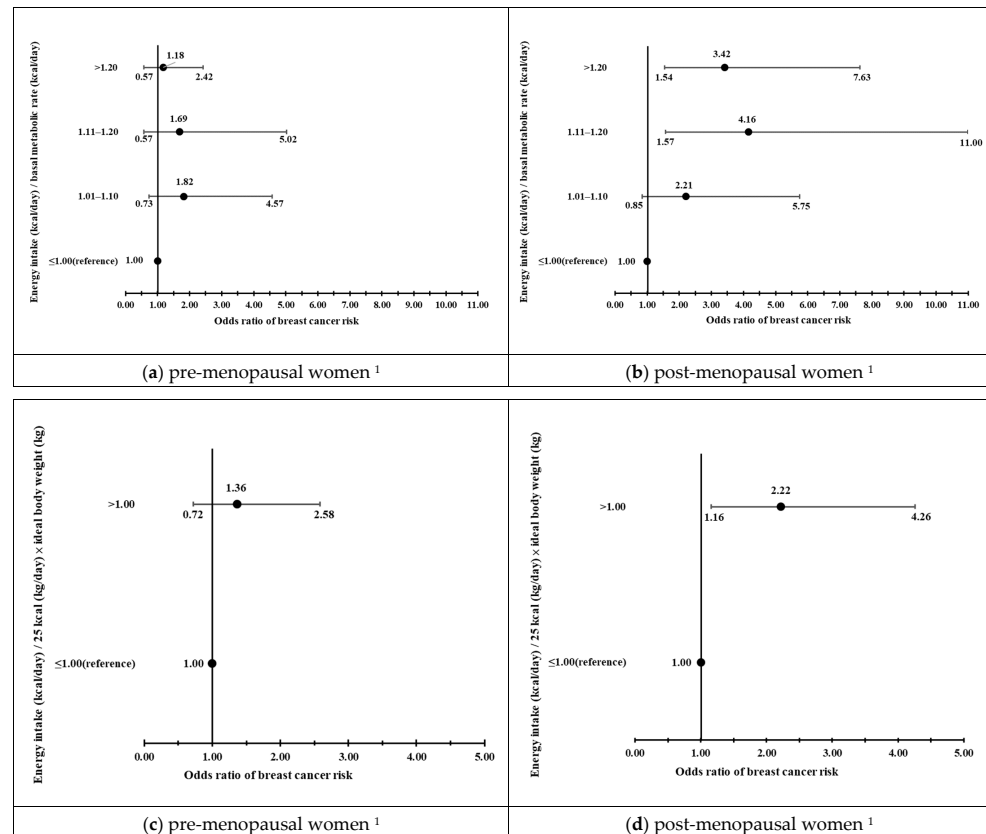 Energy intake (kcal/day) / basal metabolic rate (kcal/day)
>1.20
1.18
0.57
2.42
1.11–1.20
1.69
0.57
5.02
1.01–1.10
1.82
0.73
4.57
≤1.00(reference)
1.00
0.00 1.00 2.00 3.00 4.00 5.00 6.00 7.00 8.00 9.00 10.00 11.00
Odds ratio of breast cancer risk
(a) pre-menopausal women ¹
Energy intake (kcal/day) / basal metabolic rate (kcal/day)
>1.20
3.42
1.54
7.63
1.11–1.20
4.16
1.57
11.00
1.01–1.10
2.21
0.85
5.75
≤1.00(reference)
1.00
0.00 1.00 2.00 3.00 4.00 5.00 6.00 7.00 8.00 9.00 10.00 11.00
Odds ratio of breast cancer risk
(b) post-menopausal women ¹
Energy intake (kcal/day) / 25 kcal (kg/day) × ideal body weight (kg)
>1.00
1.36
0.72
2.58
≤1.00(reference)
1.00
0.00 1.00 2.00 3.00 4.00 5.00
Odds ratio of breast cancer risk
(c) pre-menopausal women ¹
Energy intake (kcal/day) / 25 kcal (kg/day) × ideal body weight (kg)
>1.00
2.22
1.16
4.26
≤1.00(reference)
1.00
0.00 1.00 2.00 3.00 4.00 5.00
Odds ratio of breast cancer risk
(d) post-menopausal women ¹